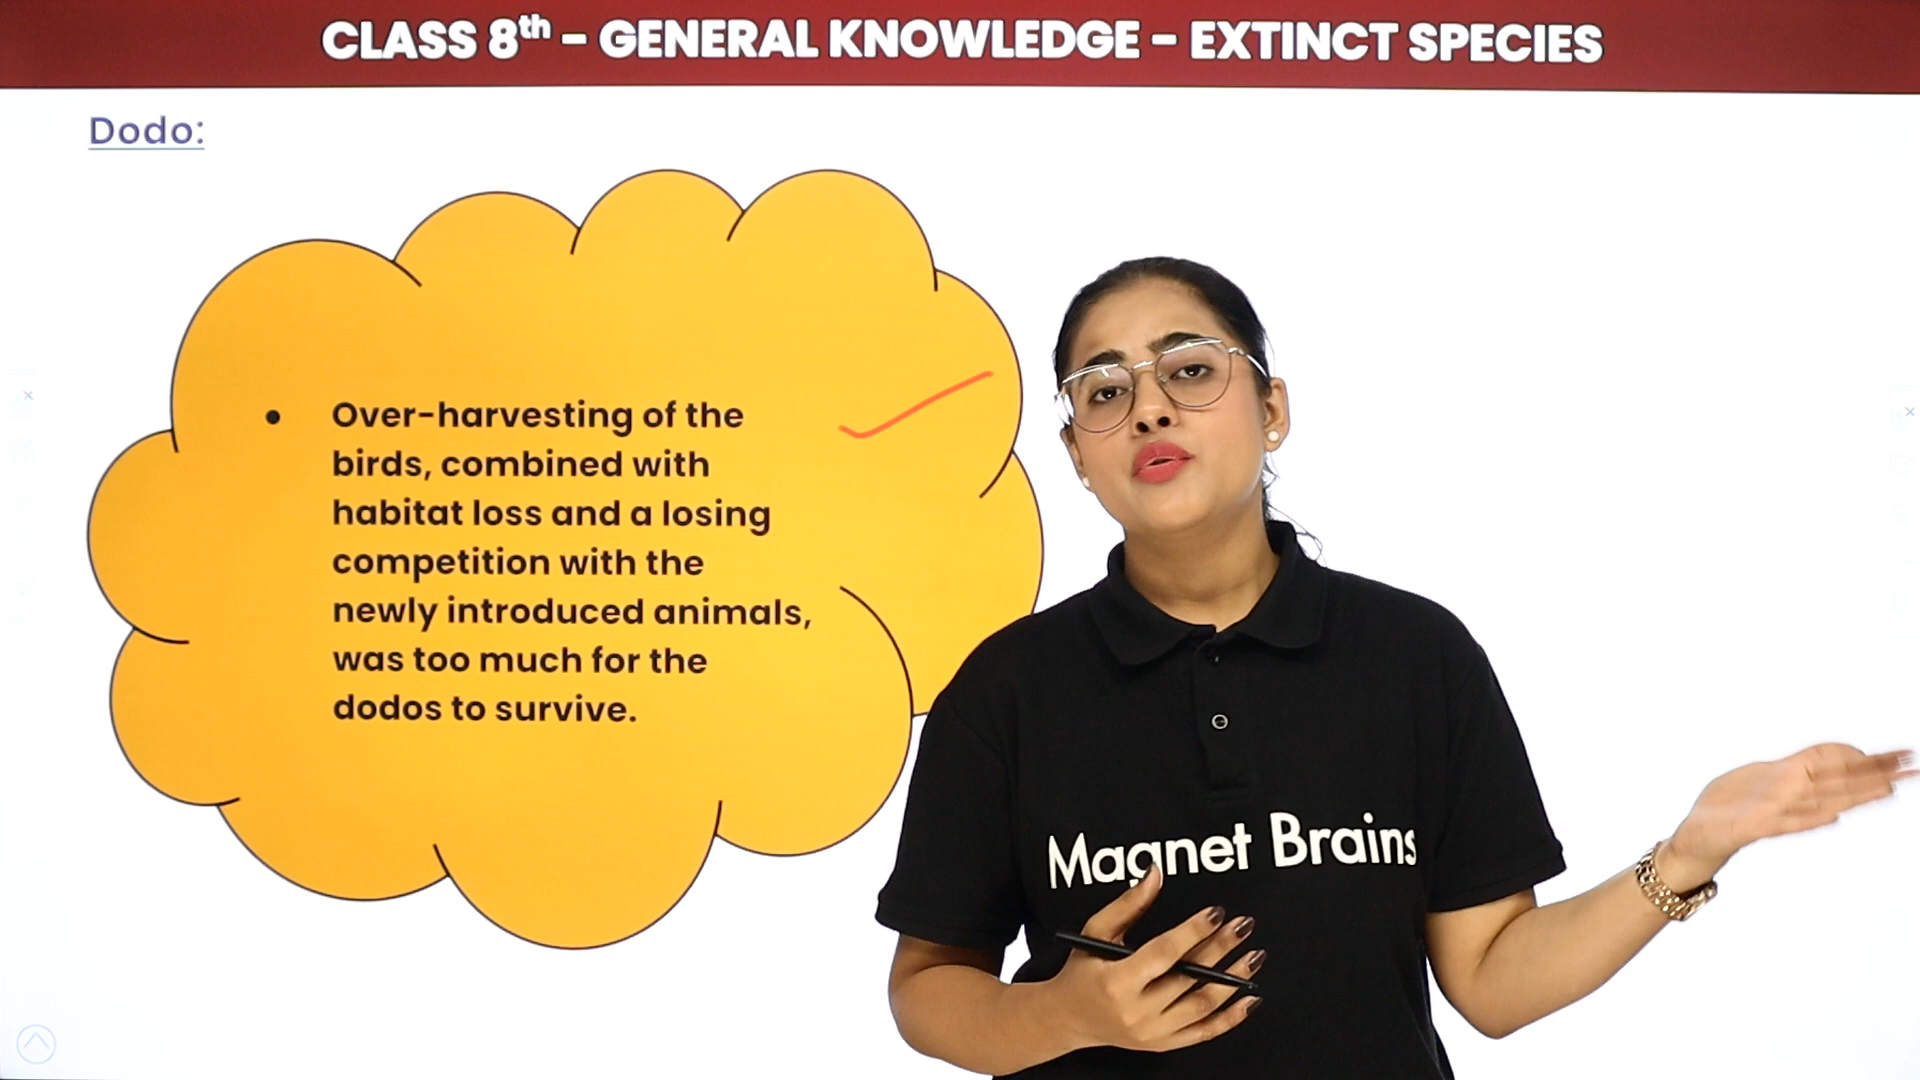 CLASS 8th - GENERAL KNOWLEDGE - EXTINCT SPECIES
Dodo:
• Over-harvesting of the
birds, combined with
habitat loss and a losing
competition with the
newly introduced animals,
was too much for the
dodos to survive.
Magnet Brains